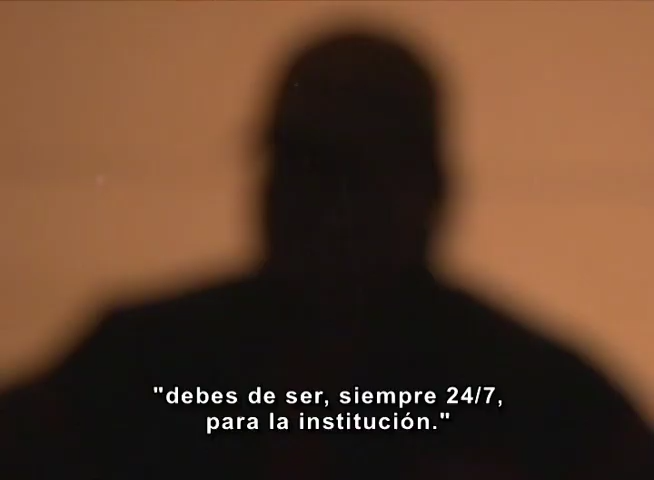 "debes de ser, siempre 24/7,
para la institución."